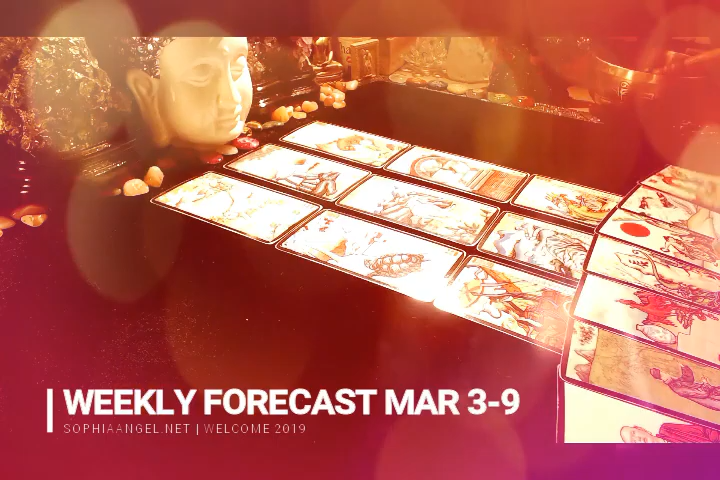 WEEKLY FORECAST MAR 3-9
SOPHIAANGEL.NET | WELCOME 2019